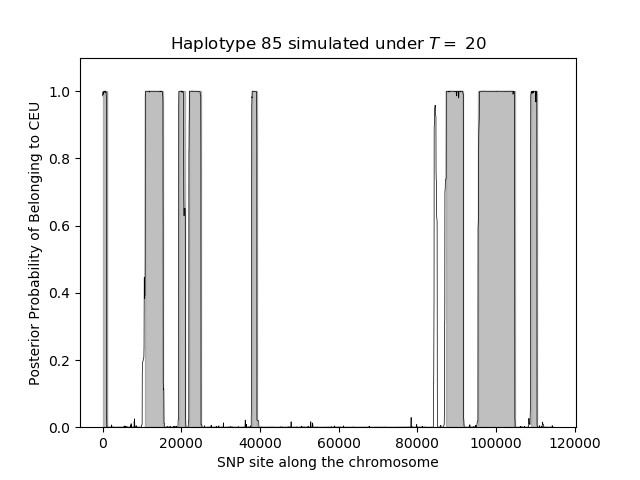 Haplotype 85 simulated under T = 20
Posterior Probability of Belonging to CEU
1.0
0.8
0.6
0.4
0.2
0.0
0 20000 40000 60000 80000 100000 120000
SNP site along the chromosome